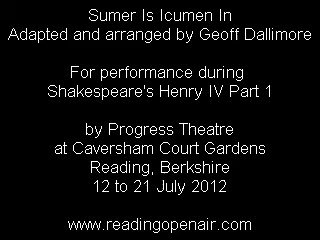 Sumer Is Icumen In
Adapted and arranged by Geoff Dallimore
For performance during
Shakespeare's Henry IV Part 1
by Progress Theatre
at Caversham Court Gardens
Reading, Berkshire
12 to 21 July 2012
www.readingopenair.com